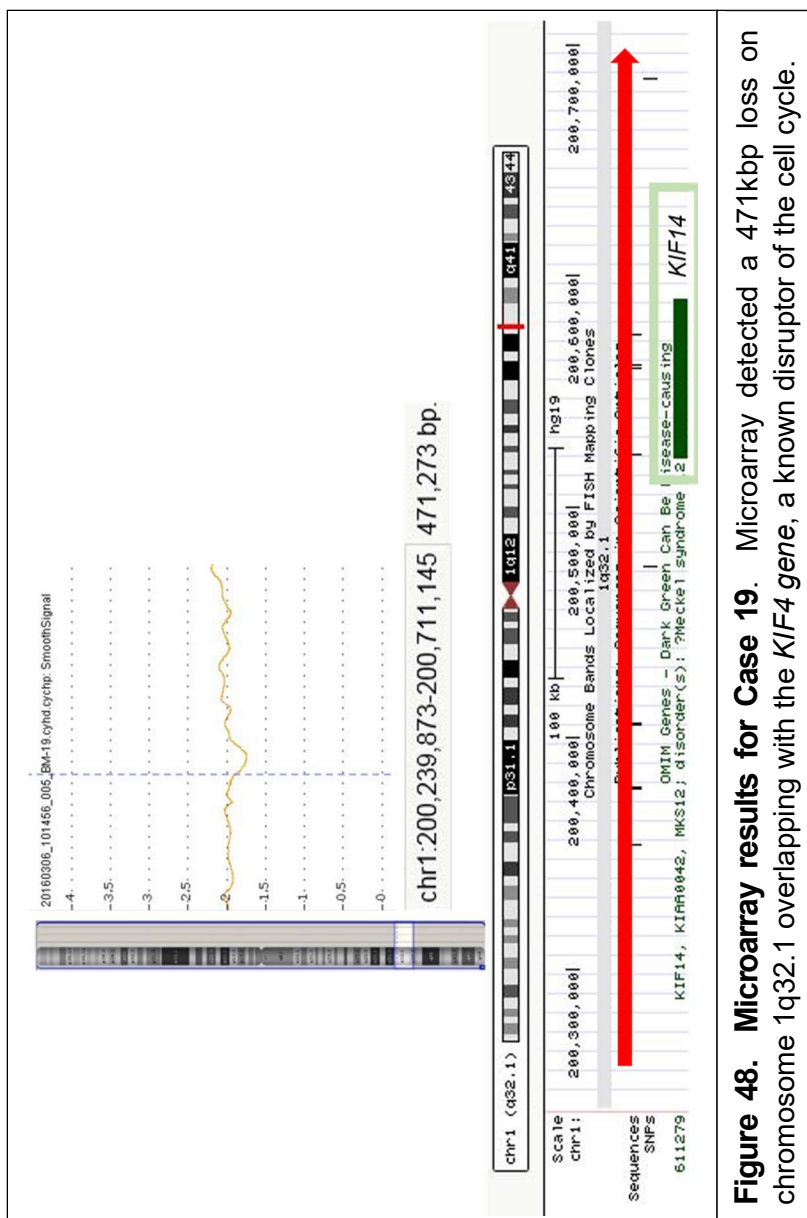 20160306_101456_005_BM-19.cyhd.cychp: SmoothSignal
4
3.5
3
2.5
2
1.5
1
0.5
0
chr1:200,239,873-200,711,145 471,273 bp.
chr1 (q32.1) p31.1 1q12 q41 43 44
Scale 100 kb hg19
chr1: 200,300,000| 200,400,000| 200,500,000| 200,600,000| 200,700,000|
Chromosome Bands Localized by FISH Mapping Clones
1q32.1
Sequences
SNPs
OMIM Genes - Dark Green Can Be Disease-causing
611279 KIF14, KIAA0042, MKS12; disorder(s): ?Meckel syndrome 2
KIF14
Figure 48. Microarray results for Case 19. Microarray detected a 471kbp loss on
chromosome 1q32.1 overlapping with the KIF4 gene, a known disruptor of the cell cycle.